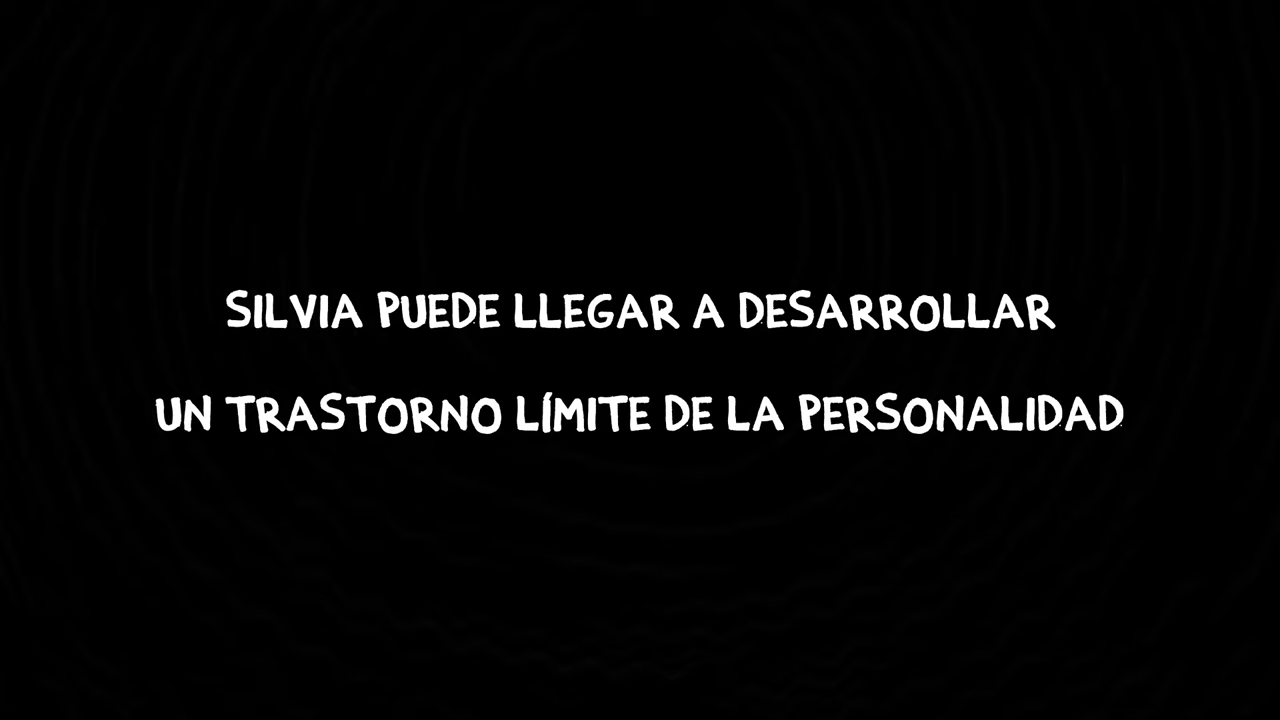 SILVIA PUEDE LLEGAR A DESARROLLAR
UN TRASTORNO LÍMITE DE LA PERSONALIDAD